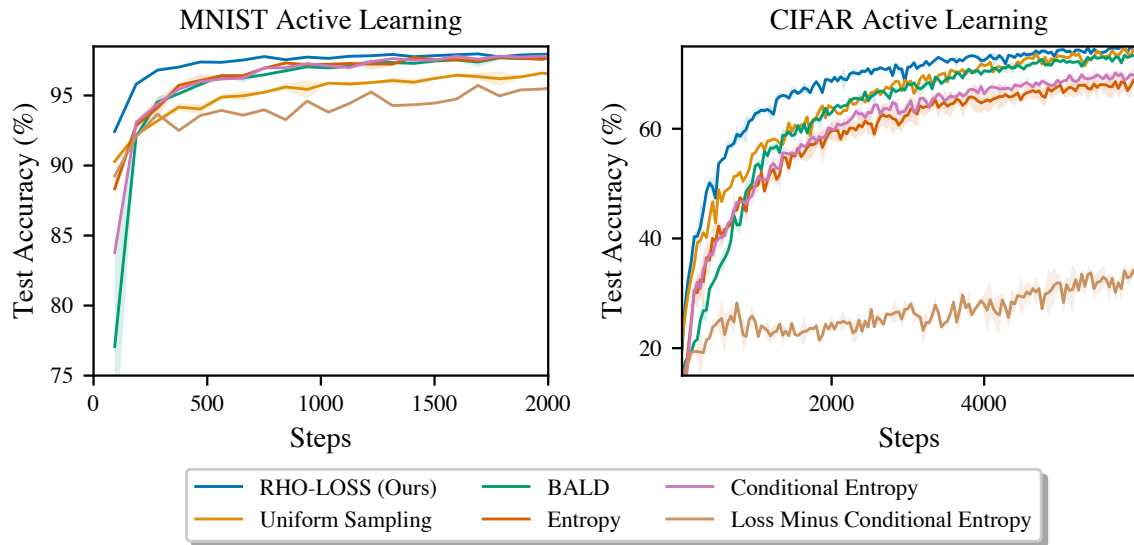 MNIST Active Learning
Test Accuracy (%)
95
90
85
80
75
0
500
1000
1500
2000
Steps
CIFAR Active Learning
Test Accuracy (%)
60
40
20
2000
4000
Steps
RHO-LOSS (Ours)
BALD
Conditional Entropy
Uniform Sampling
Entropy
Loss Minus Conditional Entropy